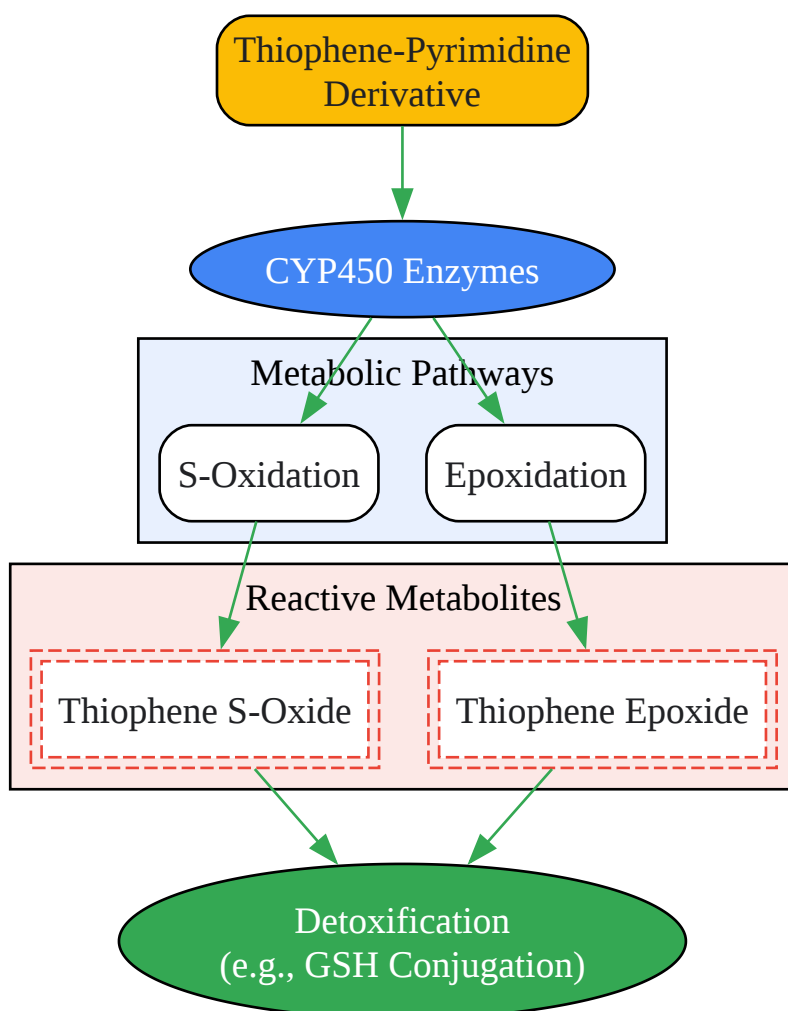 Thiophene-Pyrimidine
Derivative
CYP450 Enzymes
Metabolic Pathways
S-Oxidation
Epoxidation
Reactive Metabolites
Thiophene S-Oxide
Thiophene Epoxide
Detoxification
(e.g., GSH Conjugation)